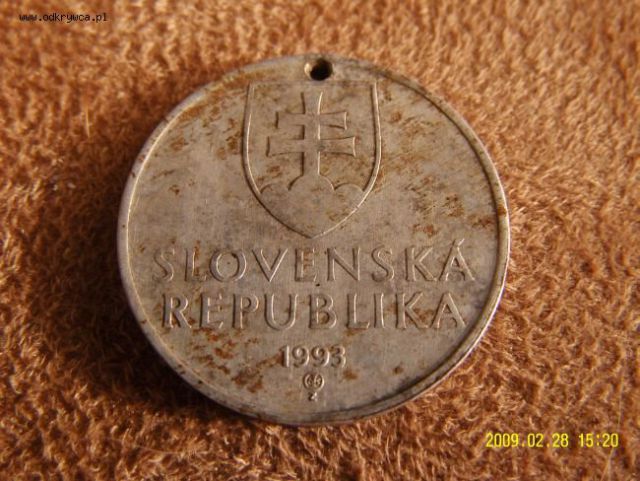 www.odkrywca.pl
SLOVENSKÁ
REPUBLIKA
1993
2009.02.28 15:20